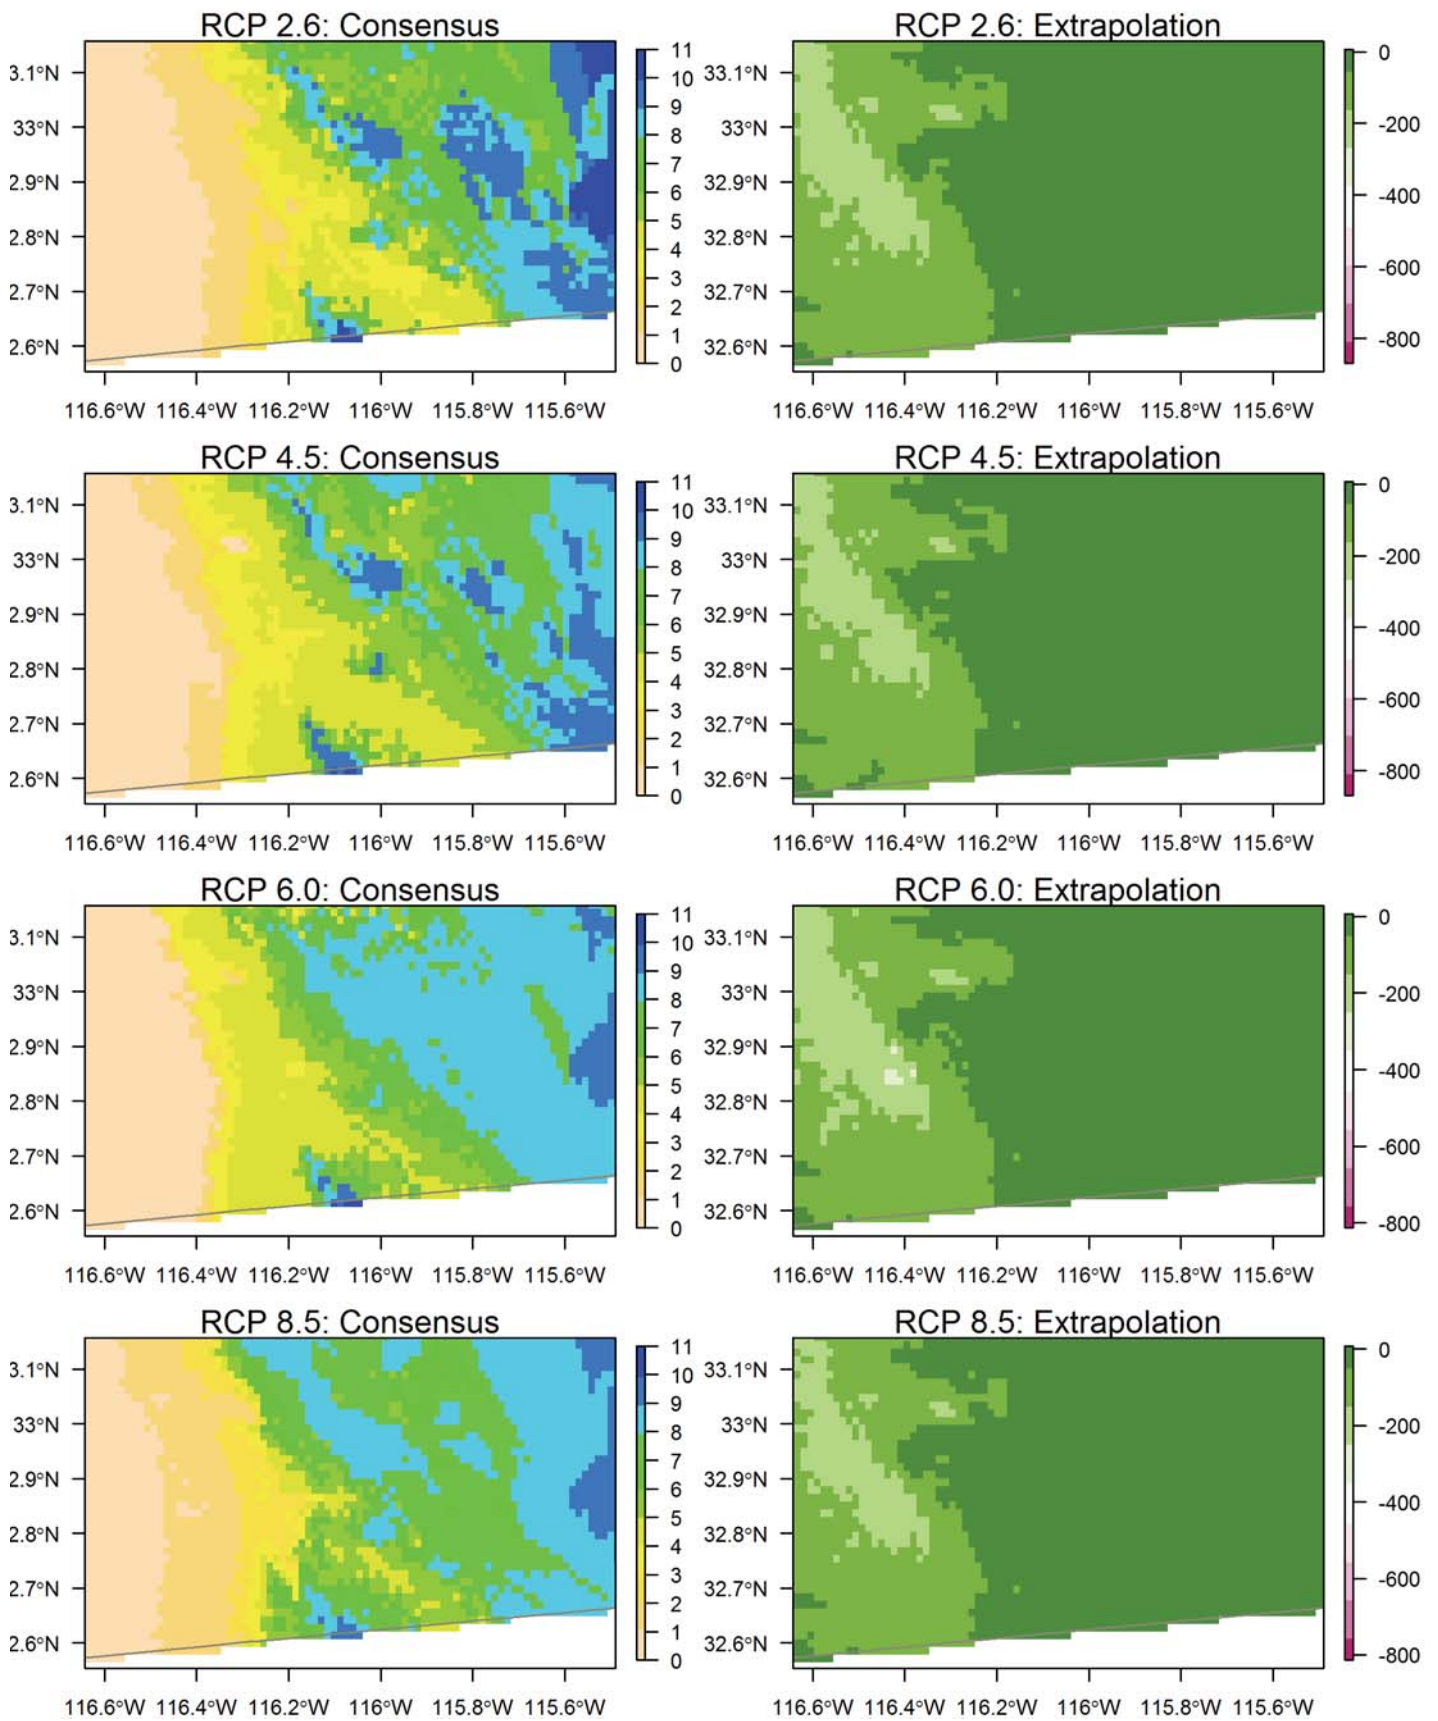 RCP 2.6: Consensus
3.1°N
33°N
2.9°N
2.8°N
2.7°N
2.6°N
116.6°W 116.4°W 116.2°W 116°W 115.8°W 115.6°W
11
10
9
8
7
6
5
4
3
2
1
0
RCP 2.6: Extrapolation
33.1°N
33°N
32.9°N
32.8°N
32.7°N
32.6°N
116.6°W 116.4°W 116.2°W 116°W 115.8°W 115.6°W
0
-200
-400
-600
-800
RCP 4.5: Consensus
3.1°N
33°N
2.9°N
2.8°N
2.7°N
2.6°N
116.6°W 116.4°W 116.2°W 116°W 115.8°W 115.6°W
11
10
9
8
7
6
5
4
3
2
1
0
RCP 4.5: Extrapolation
33.1°N
33°N
32.9°N
32.8°N
32.7°N
32.6°N
116.6°W 116.4°W 116.2°W 116°W 115.8°W 115.6°W
0
-200
-400
-600
-800
RCP 6.0: Consensus
3.1°N
33°N
2.9°N
2.8°N
2.7°N
2.6°N
116.6°W 116.4°W 116.2°W 116°W 115.8°W 115.6°W
11
10
9
8
7
6
5
4
3
2
1
0
RCP 6.0: Extrapolation
33.1°N
33°N
32.9°N
32.8°N
32.7°N
32.6°N
116.6°W 116.4°W 116.2°W 116°W 115.8°W 115.6°W
0
-200
-400
-600
-800
RCP 8.5: Consensus
3.1°N
33°N
2.9°N
2.8°N
2.7°N
2.6°N
116.6°W 116.4°W 116.2°W 116°W 115.8°W 115.6°W
11
10
9
8
7
6
5
4
3
2
1
0
RCP 8.5: Extrapolation
33.1°N
33°N
32.9°N
32.8°N
32.7°N
32.6°N
116.6°W 116.4°W 116.2°W 116°W 115.8°W 115.6°W
0
-200
-400
-600
-800